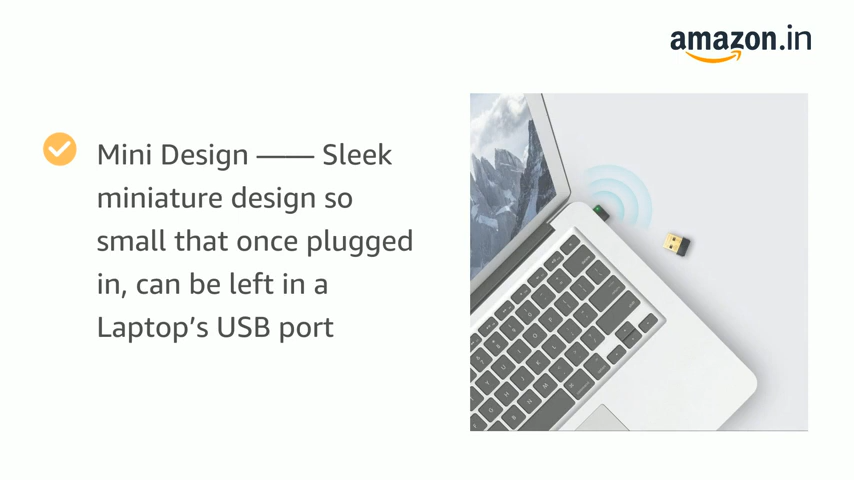 amazon.in
Mini Design —— Sleek
miniature design so
small that once plugged
in, can be left in a
Laptop’s USB port